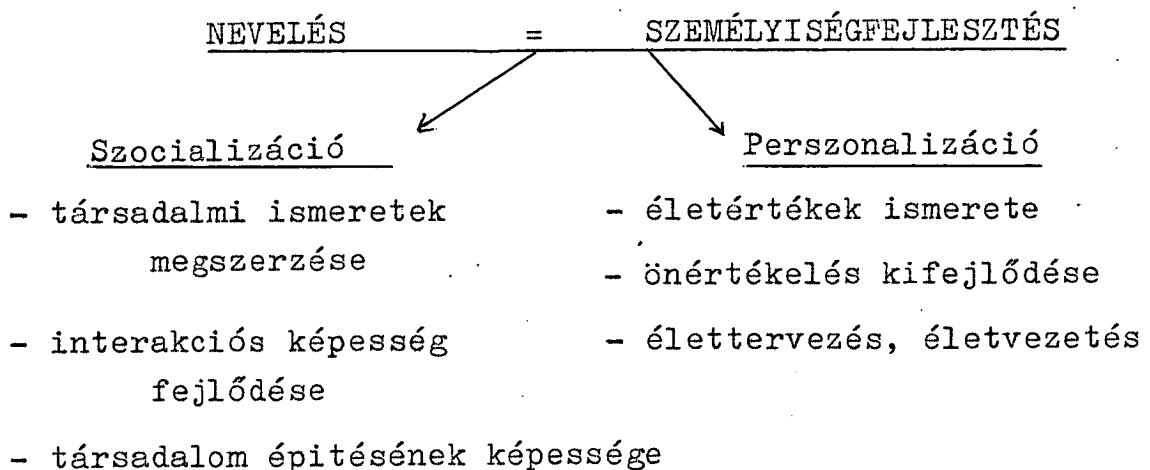 NEVELÉS = SZEMÉLYISÉGFEJLESZTÉS
Szocializáció
- társadalmi ismeretek
megszerzése
- interakciós képesség
fejlődése
- társadalom épitésének képessége
Perszonalizáció
- életértékek ismerete
- önértékelés kifejlődése
- élettervezés, életvezetés